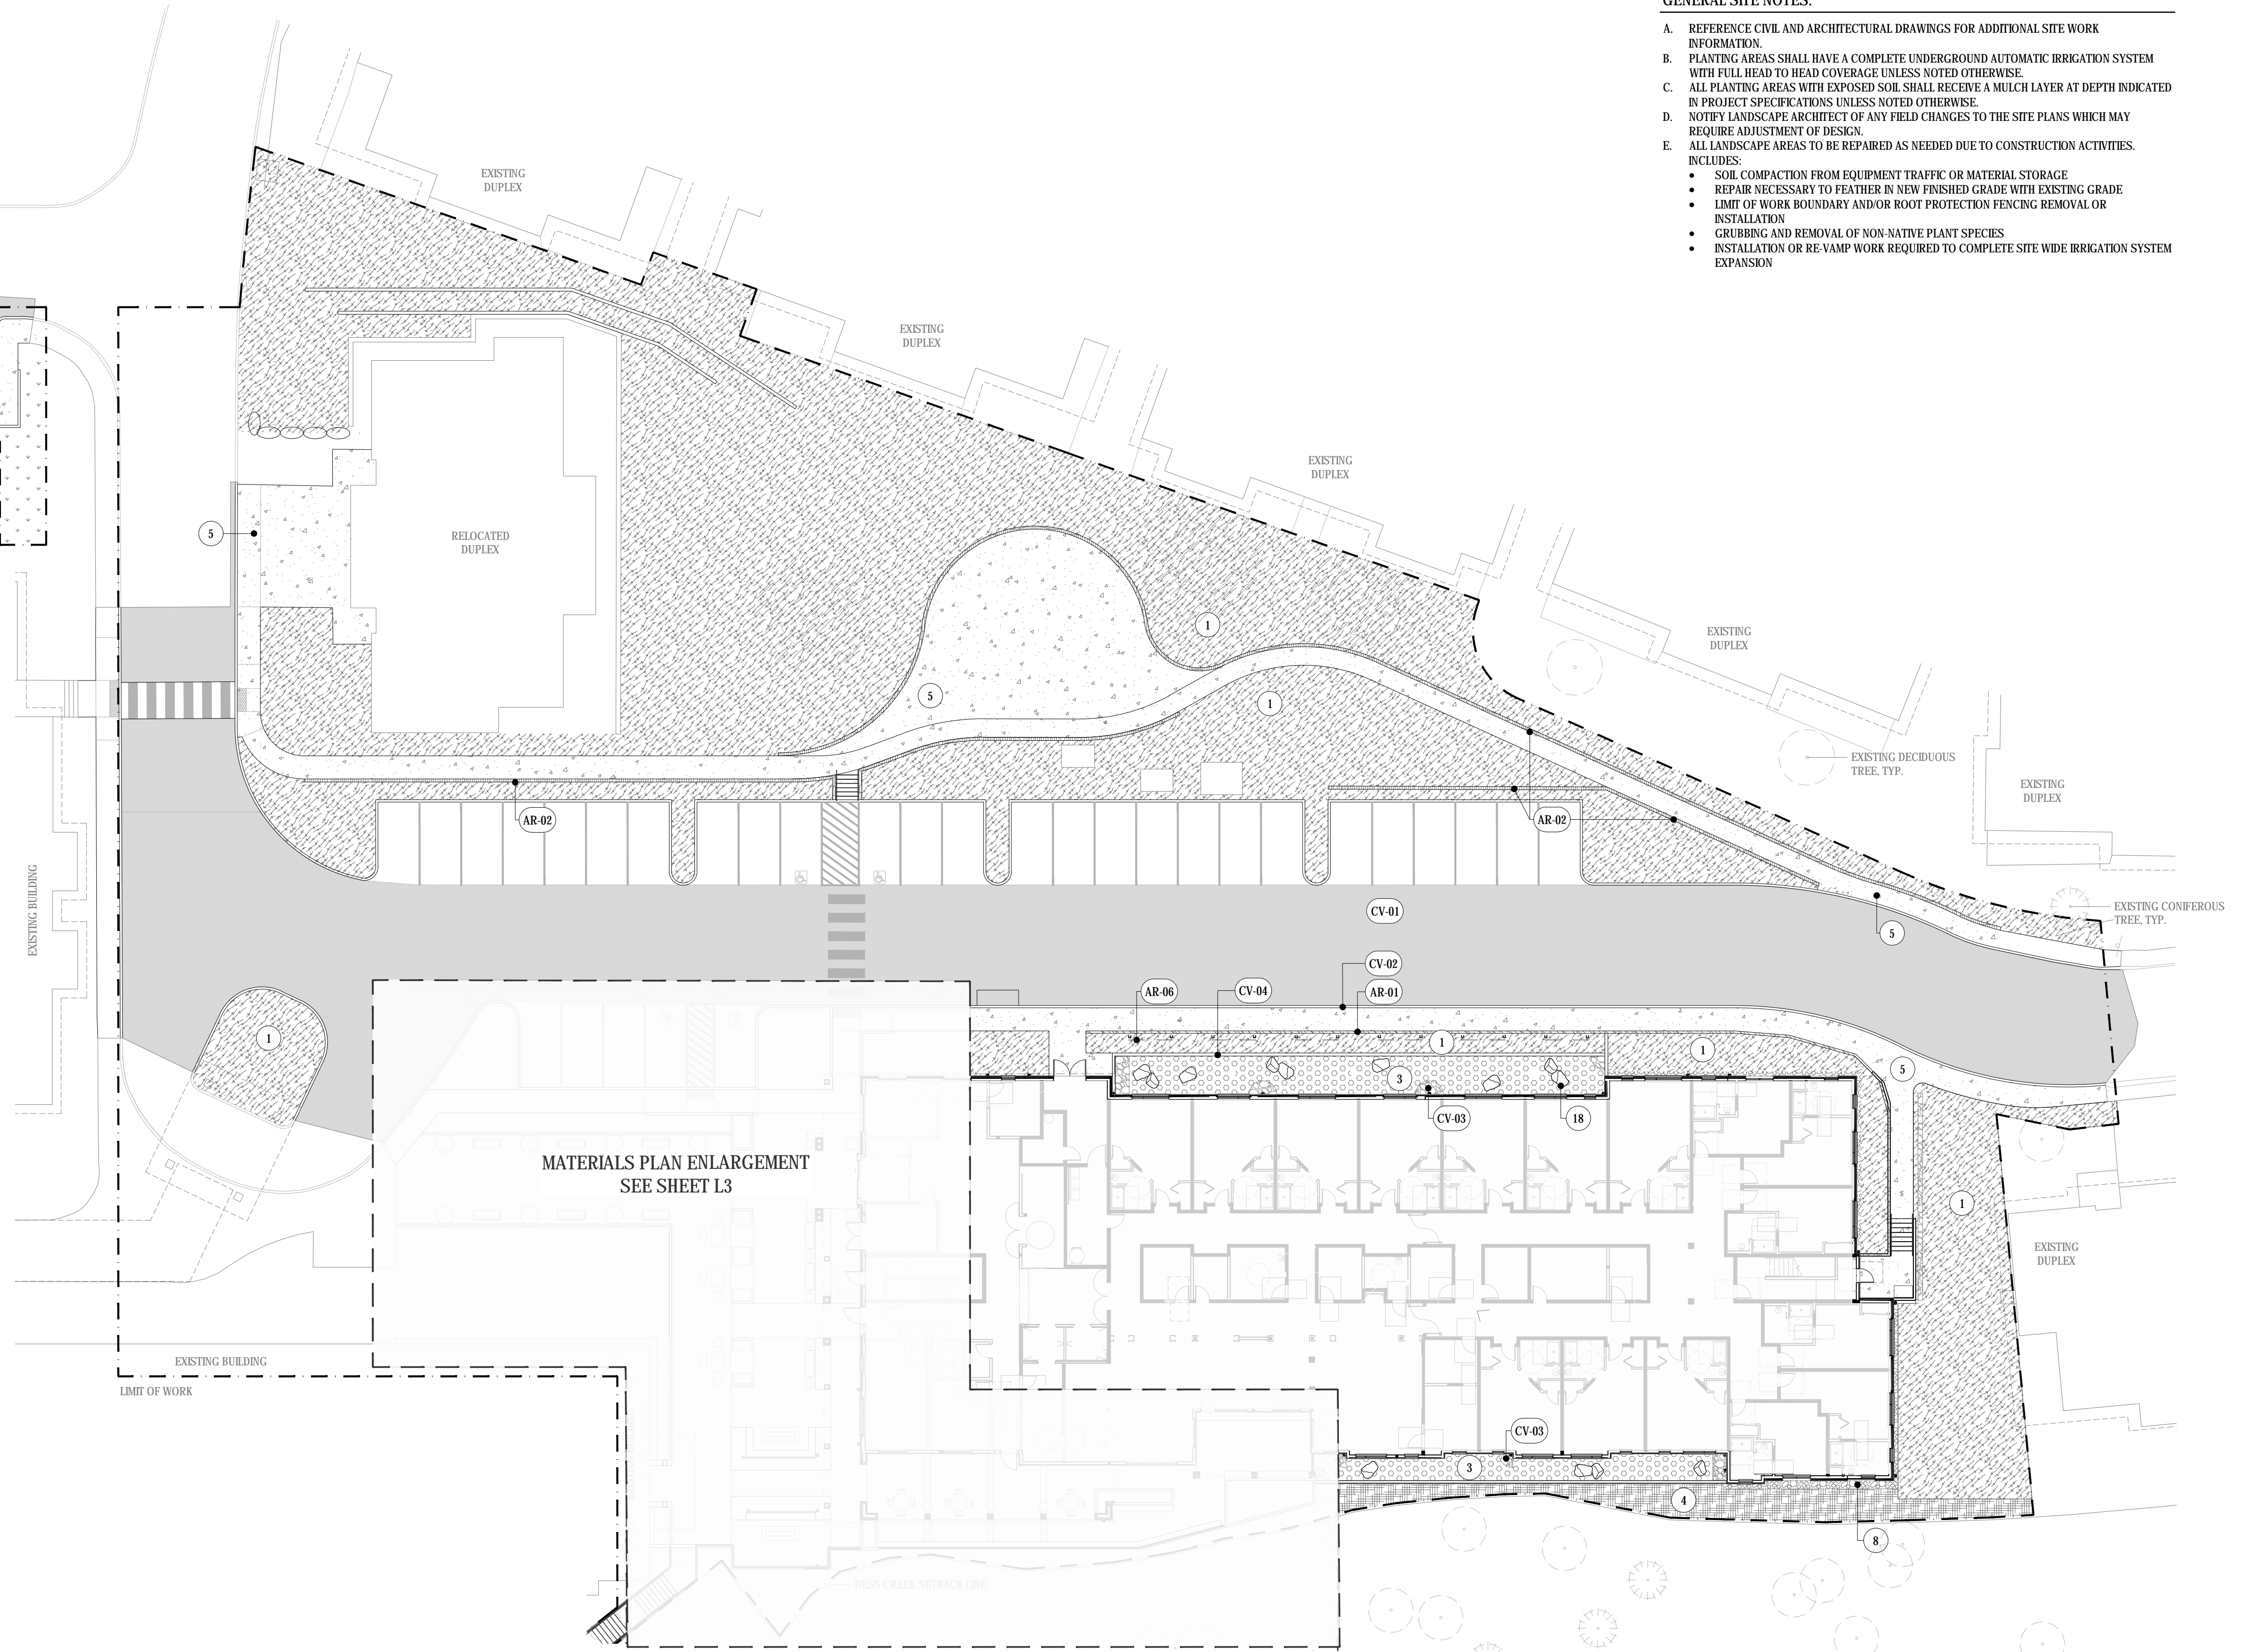 GENERAL SITE NOTES:
A. REFERENCE CIVIL AND ARCHITECTURAL DRAWINGS FOR ADDITIONAL SITE WORK
INFORMATION.
B. PLANTING AREAS SHALL HAVE A COMPLETE UNDERGROUND AUTOMATIC IRRIGATION SYSTEM
WITH FULL HEAD TO HEAD COVERAGE UNLESS NOTED OTHERWISE.
C. ALL PLANTING AREAS WITH EXPOSED SOIL SHALL RECEIVE A MULCH LAYER AT DEPTH INDICATED
IN PROJECT SPECIFICATIONS UNLESS NOTED OTHERWISE.
D. NOTIFY LANDSCAPE ARCHITECT OF ANY FIELD CHANGES TO THE SITE PLANS WHICH MAY
REQUIRE ADJUSTMENT OF DESIGN.
E. ALL LANDSCAPE AREAS TO BE REPAIRED AS NEEDED DUE TO CONSTRUCTION ACTIVITIES.
INCLUDES:
• SOIL COMPACTION FROM EQUIPMENT TRAFFIC OR MATERIAL STORAGE
• REPAIR NECESSARY TO FEATHER IN NEW FINISHED GRADE WITH EXISTING GRADE
• LIMIT OF WORK BOUNDARY AND/OR ROOT PROTECTION FENCING REMOVAL OR
INSTALLATION
• GRUBBING AND REMOVAL OF NON-NATIVE PLANT SPECIES
• INSTALLATION OR RE-VAMP WORK REQUIRED TO COMPLETE SITE WIDE IRRIGATION SYSTEM
EXPANSION
EXISTING
DUPLEX
EXISTING
DUPLEX
EXISTING
DUPLEX
5
RELOCATED
DUPLEX
1
EXISTING
DUPLEX
5
1
EXISTING DECIDUOUS
TREE, TYP.
EXISTING
DUPLEX
AR-02
AR-02
EXISTING BUILDING
CV-01
EXISTING CONIFEROUS
TREE, TYP.
5
CV-02
AR-06
CV-04
AR-01
1
1
1
5
3
CV-03
18
MATERIALS PLAN ENLARGEMENT
SEE SHEET L3
1
EXISTING
DUPLEX
EXISTING BUILDING
LIMIT OF WORK
CV-03
3
4
8
HESS CREEK SETBACK LINE